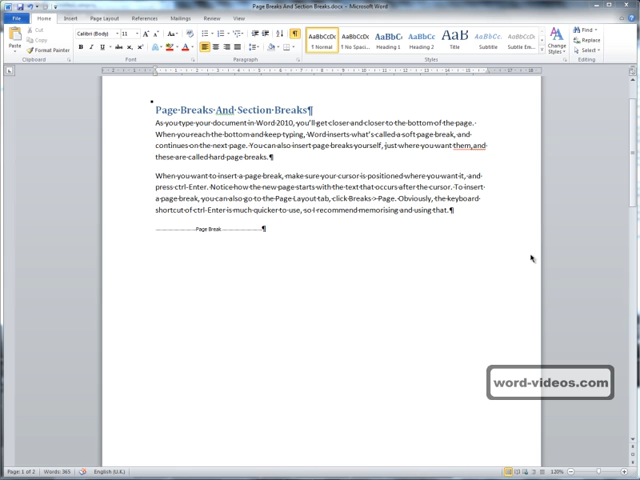 Page Breaks And Section Breaks.docx - Microsoft Word
File Home Insert Page Layout References Mailings Review View
Paste Cut Copy Format Painter
Calibri (Body) 11
AaBbCcDc AaBbCcDc AaBbC AaBbCc AaB AaBbCc. AaBbCcDc
¶ Normal ¶ No Spaci... Heading 1 Heading 2 Title Subtitle Subtle Em...
Change Styles
Find
Replace
Select
Clipboard Font Paragraph Styles Editing
Page·Breaks·And·Section·Breaks¶
As·you·type·your·document·in·Word·2010,·you'll·get·closer·and·closer·to·the·bottom·of·the·page.·
When·you·reach·the·bottom·and·keep·typing,·Word·inserts·what's·called·a·soft·page·break,·and·
continues·on·the·next·page.··You·can·also·insert·page·breaks·yourself,·just·where·you·want·them,and·
these·are·called·hard·page·breaks.¶
When·you·want·to·insert·a·page·break,·make·sure·your·cursor·is·positioned·where·you·want·it,·and·
press·ctrl-Enter.··Notice·how·the·new·page·starts·with·the·text·that·occurs·after·the·cursor.··To·insert·
a·page·break,·you·can·also·go·to·the·Page·Layout·tab,·click·Breaks·>·Page.··Obviously,·the·keyboard·
shortcut·of·ctrl-Enter·is·much·quicker·to·use,·so·I·recommend·memorising·and·using·that.¶
Page Break¶
word-videos.com
Page: 1 of 2 Words: 365 English (U.K.) 120%